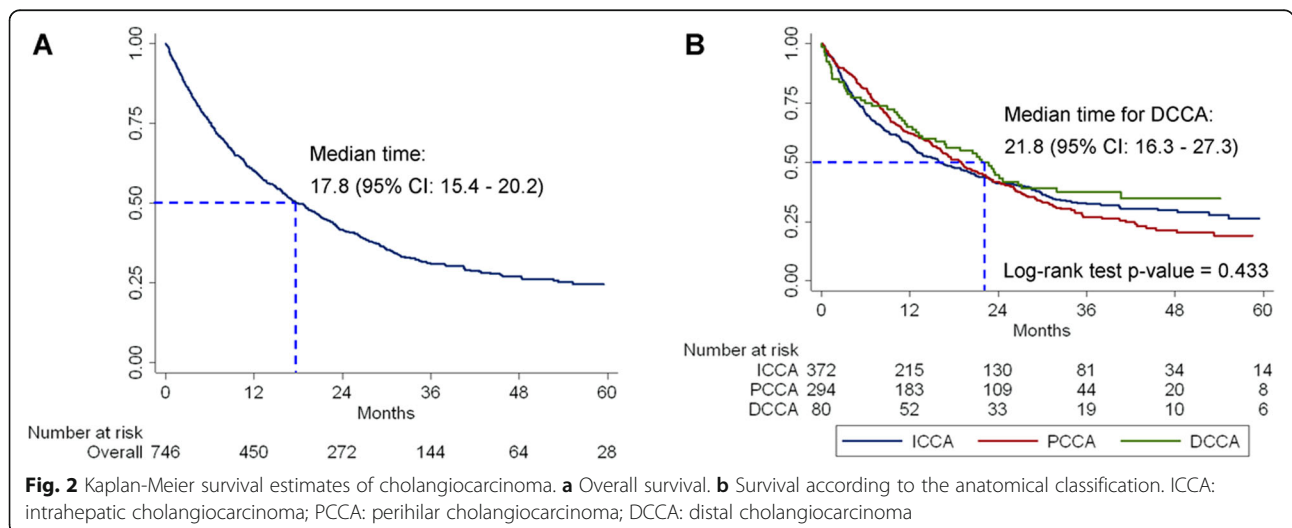 A
1.00
0.75
0.50
0.25
0.00
Median time:
17.8 (95% CI: 15.4 - 20.2)
0 12 24 36 48 60
Months
Number at risk
Overall 746 450 272 144 64 28
B
1.00
0.75
0.50
0.25
0.00
Median time for DCCA:
21.8 (95% CI: 16.3 - 27.3)
Log-rank test p-value = 0.433
0 12 24 36 48 60
Months
Number at risk
ICCA 372 215 130 81 34 14
PCCA 294 183 109 44 20 8
DCCA 80 52 33 19 10 6
ICCA PCCA DCCA
Fig. 2 Kaplan-Meier survival estimates of cholangiocarcinoma. a Overall survival. b Survival according to the anatomical classification. ICCA:
intrahepatic cholangiocarcinoma; PCCA: perihilar cholangiocarcinoma; DCCA: distal cholangiocarcinoma